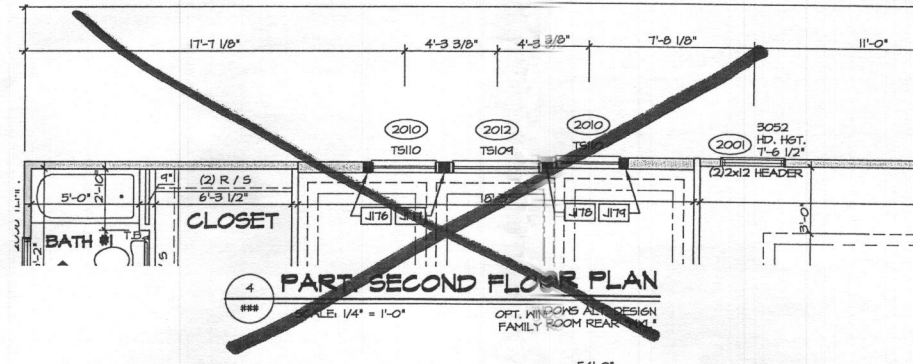 17'-7 1/8" 4'-3 3/8" 4'-3 3/8" 7'-8 1/8" 11'-0"
2010 2012 2010 3052
TS110 TS109 HD. HGT.
2001 7'-6 1/2"
(2)2x12 HEADER
9" (2) R / S
5'-0" 2'-10" 6'-3 1/2"
J176 J178 J179
3'-0"
CLOSET
BATH #1
4 PART. SECOND FLOOR PLAN
### SCALE: 1/4" = 1'-0" OPT. WINDOWS ALT. DESIGN
FAMILY ROOM REAR